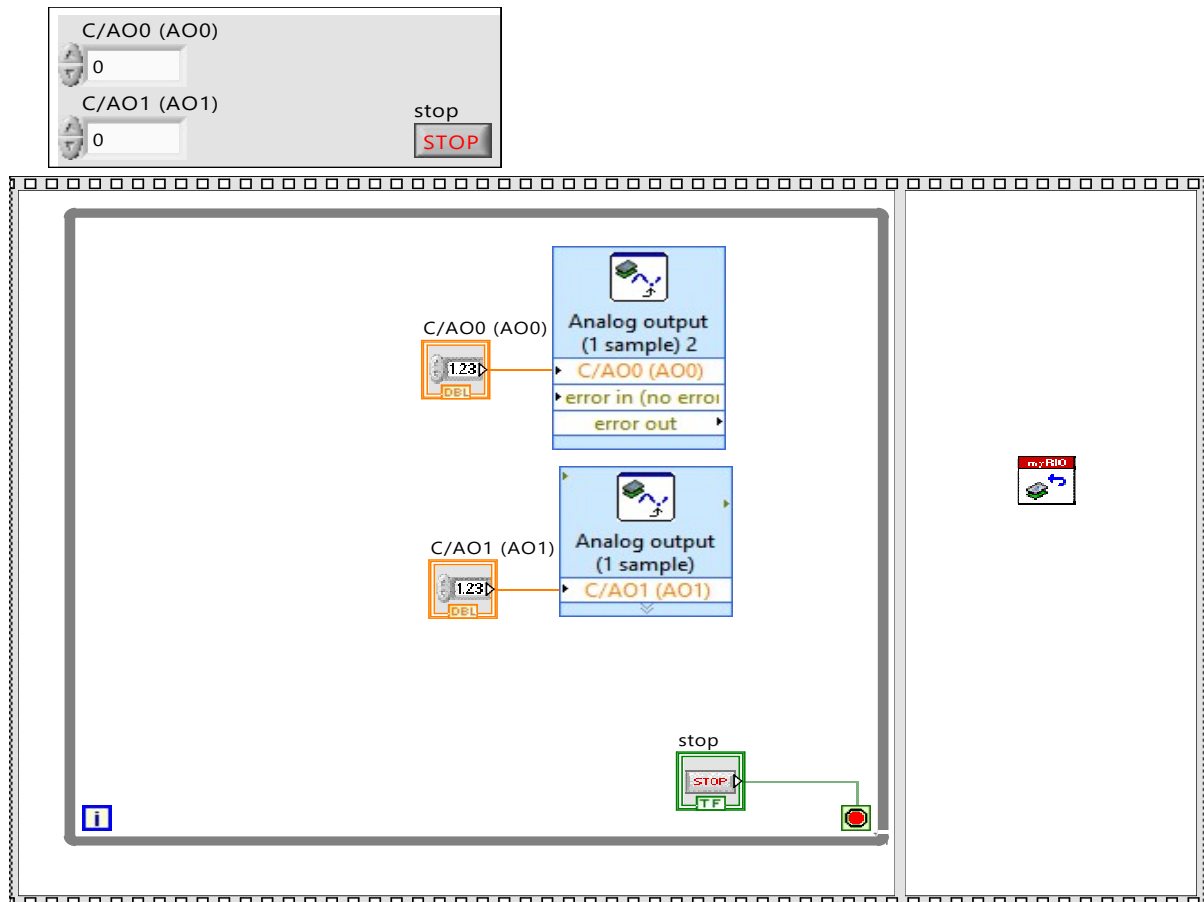 C/AO0 (AO0)
0
C/AO1 (AO1)
0
stop
STOP
Analog output
(1 sample) 2
C/AO0 (AO0)
1.23
DBL
C/AO0 (AO0)
error in (no erroı
error out
Analog output
(1 sample)
C/AO1 (AO1)
1.23
DBL
C/AO1 (AO1)
stop
STOP
TF
i
myRIO